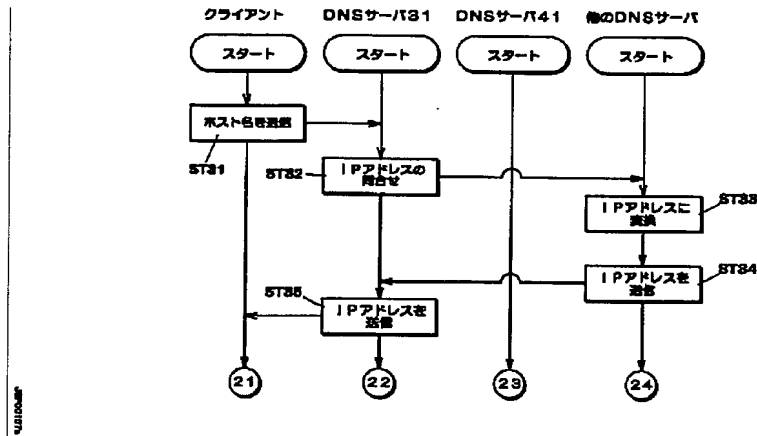 クライアント
DNSサーバ31
DNSサーバ41
他のDNSサーバ
スタート
スタート
スタート
スタート
ホスト名を送信
ST31
ST32
IPアドレスの
問合せ
IPアドレスに
変換
ST33
IPアドレスを
送信
ST34
ST35
IPアドレスを
送信
21
22
23
24